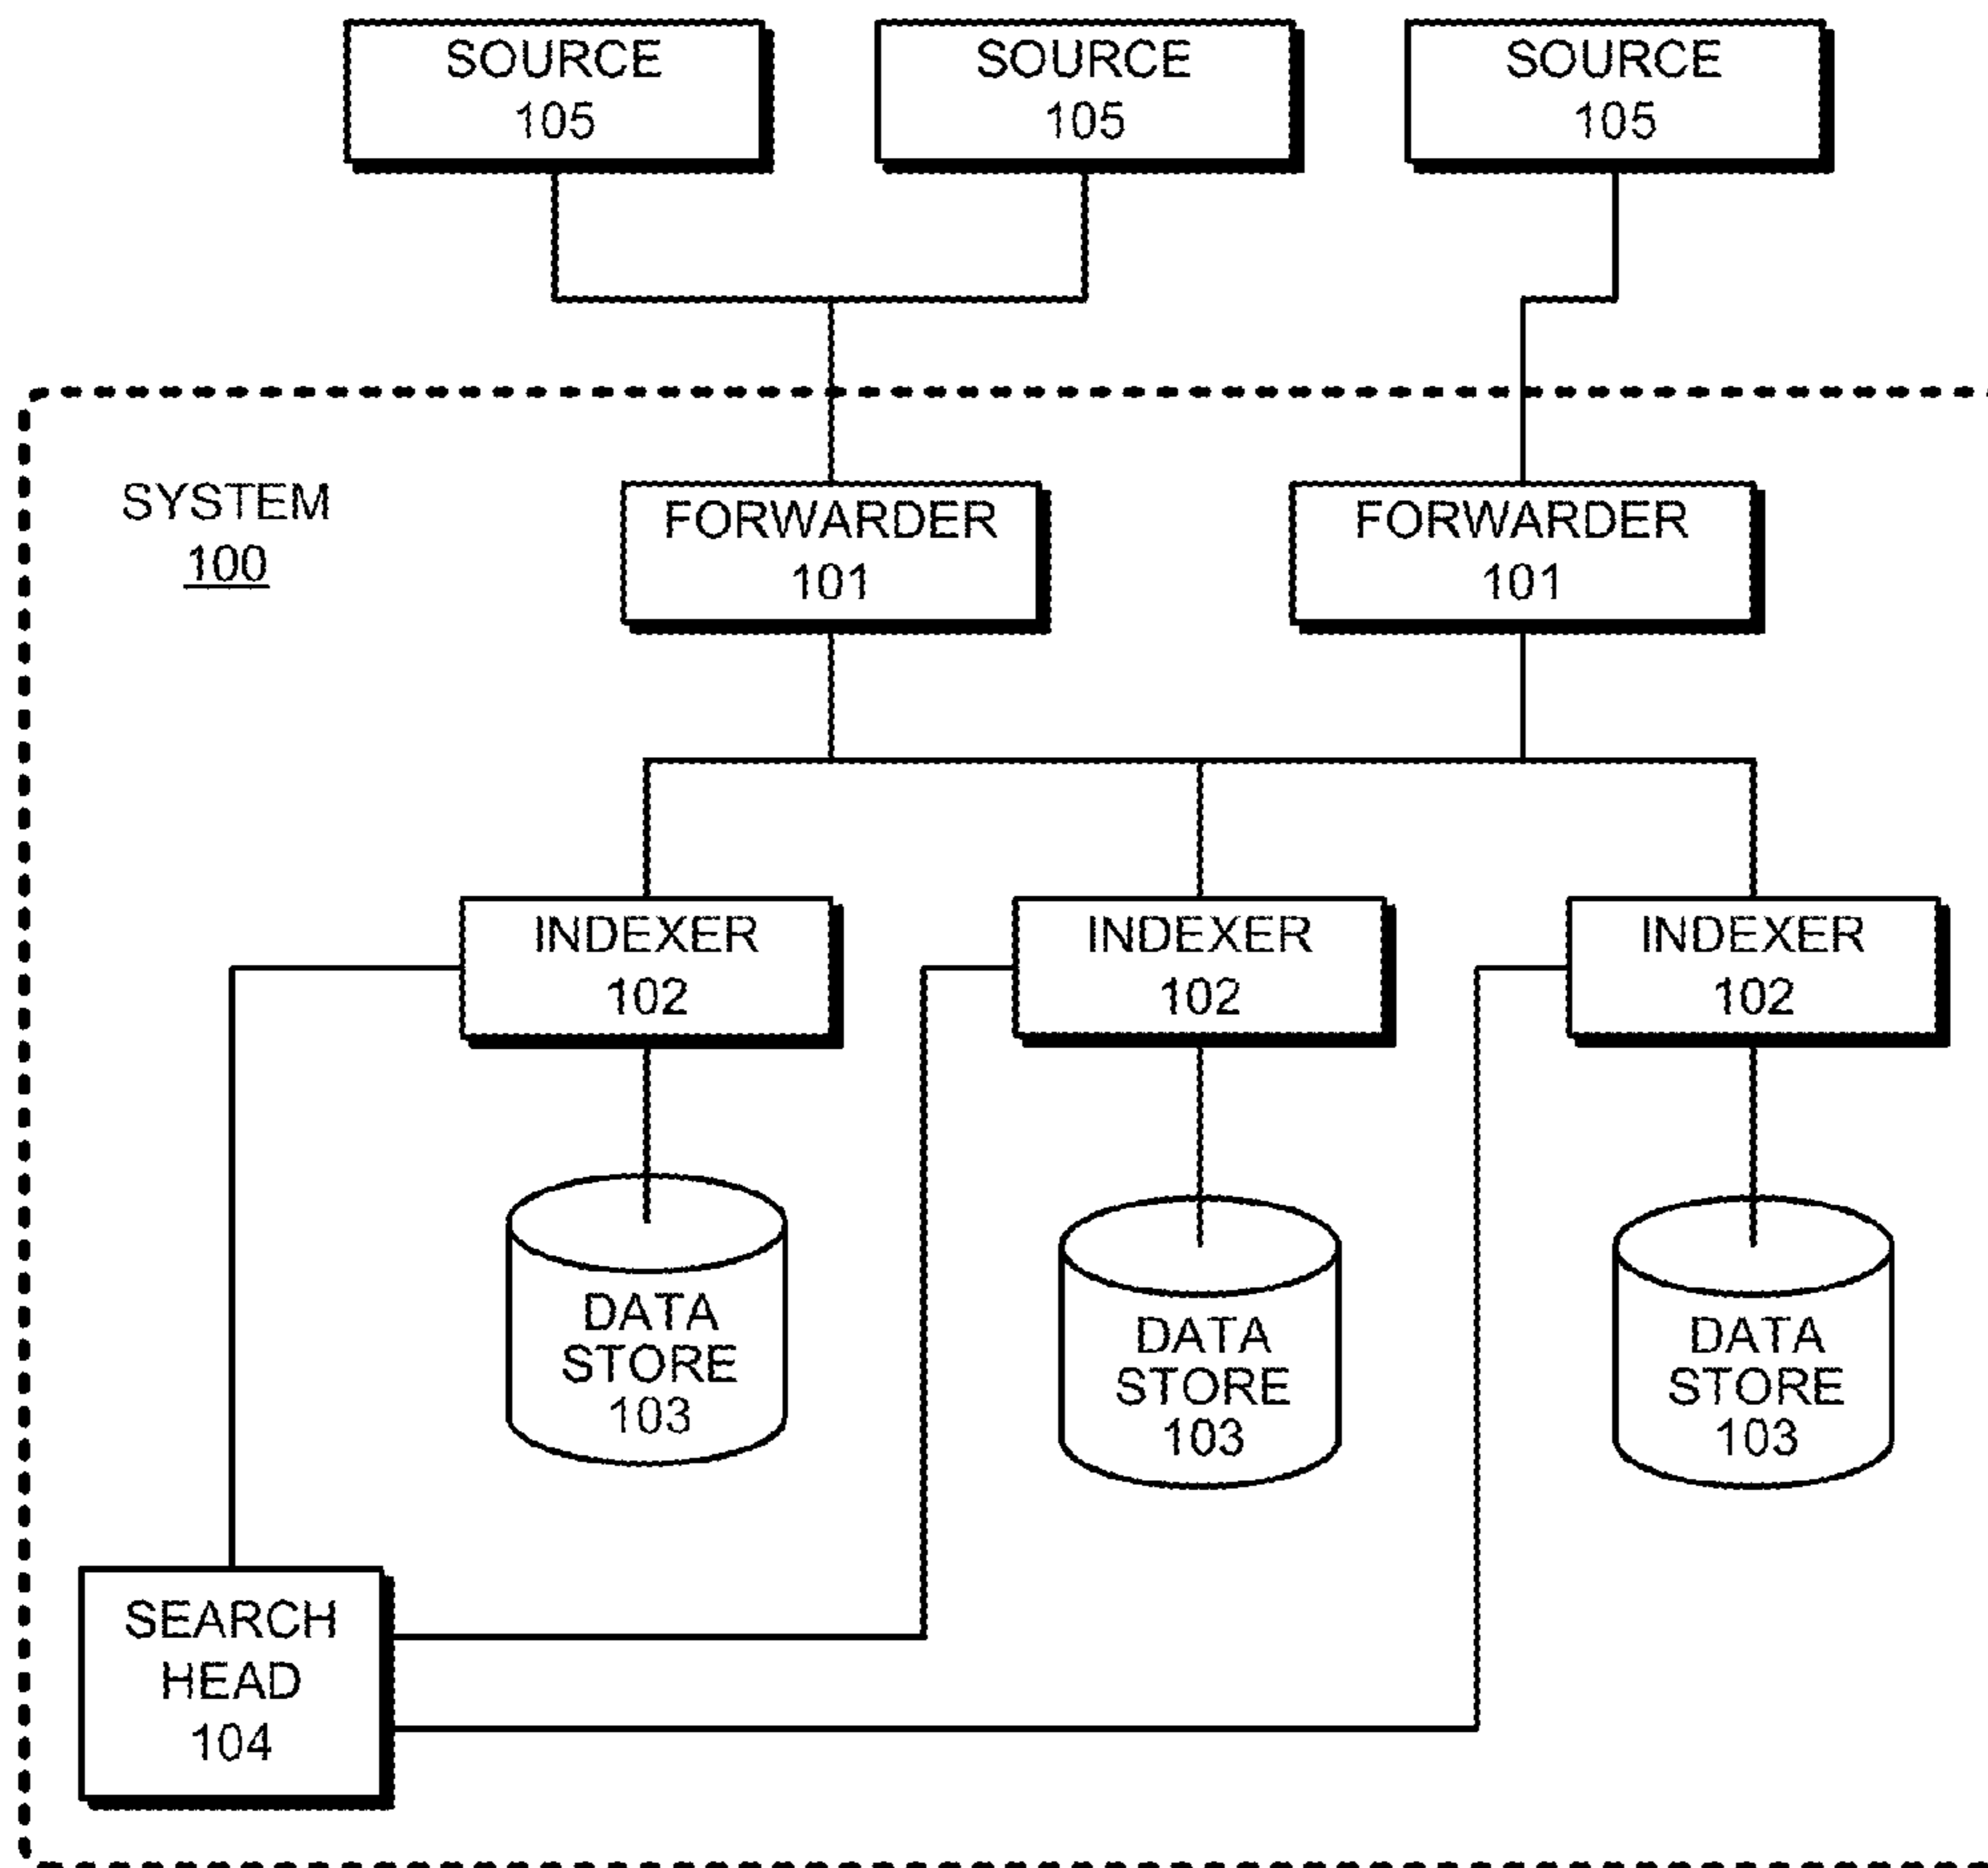 SOURCE
105
SOURCE
105
SOURCE
105
SYSTEM
100
FORWARDER
101
FORWARDER
101
INDEXER
102
INDEXER
102
INDEXER
102
DATA
STORE
103
DATA
STORE
103
DATA
STORE
103
SEARCH
HEAD
104